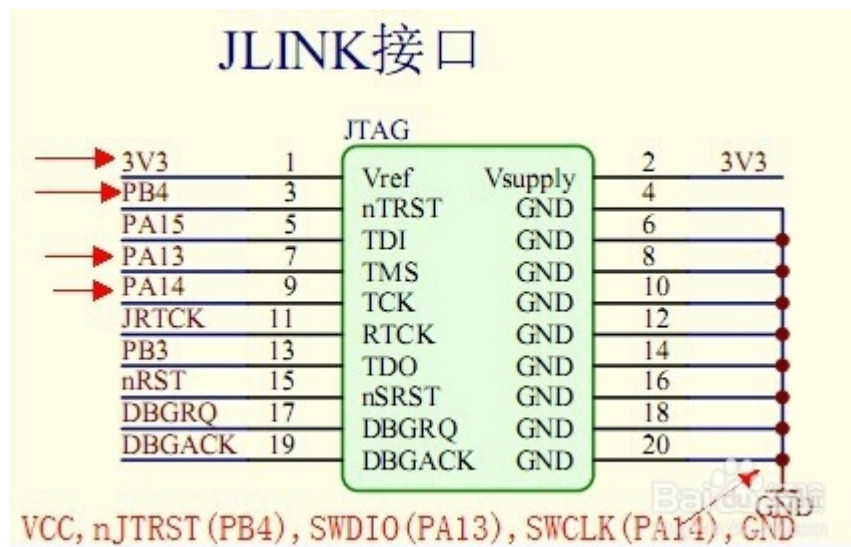 JLINK接口
JTAG
3V3 1 Vref Vsupply 2 3V3
PB4 3 nTRST GND 4
PA15 5 TDI GND 6
PA13 7 TMS GND 8
PA14 9 TCK GND 10
JRTCK 11 RTCK GND 12
PB3 13 TDO GND 14
nRST 15 nSRST GND 16
DBGRQ 17 DBGRQ GND 18
DBGACK 19 DBGACK GND 20
GND
VCC,nJTRST(PB4),SWDIO(PA13),SWCLK(PA14),GND